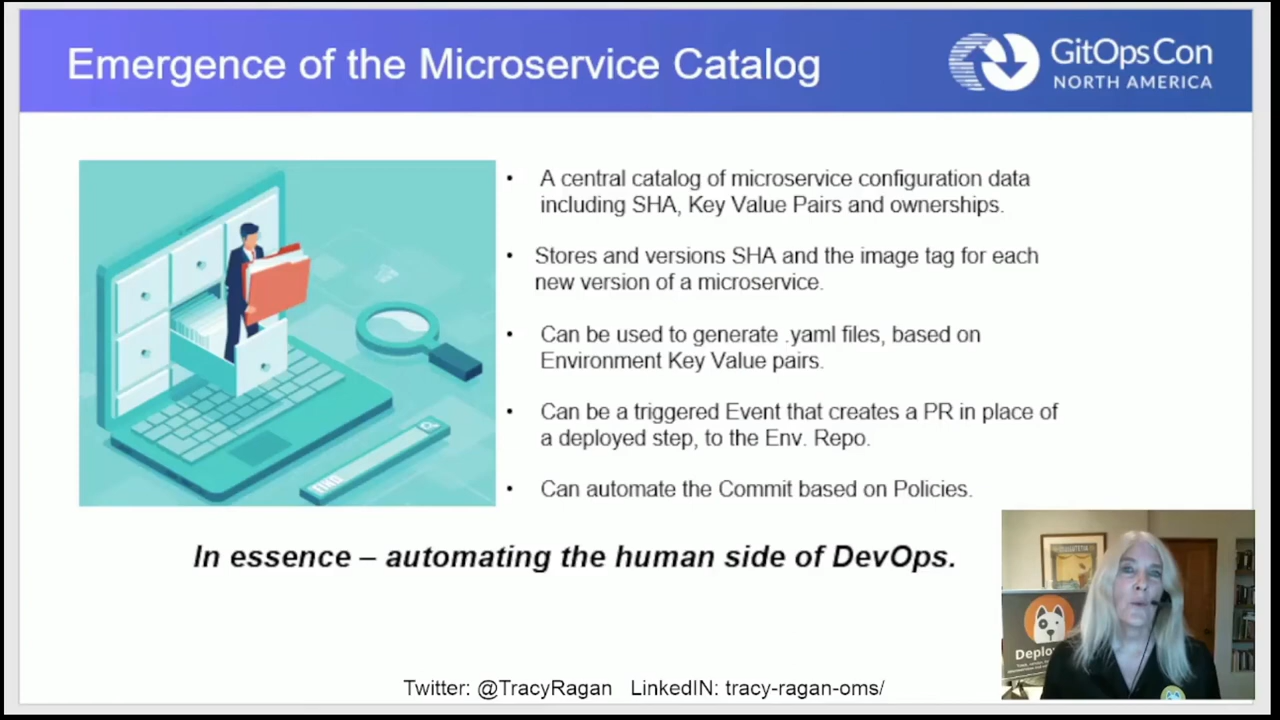 Emergence of the Microservice Catalog
GitOpsCon
NORTH AMERICA
• A central catalog of microservice configuration data
including SHA, Key Value Pairs and ownerships.
• Stores and versions SHA and the image tag for each
new version of a microservice.
• Can be used to generate .yaml files, based on
Environment Key Value pairs.
• Can be a triggered Event that creates a PR in place of
a deployed step, to the Env. Repo.
• Can automate the Commit based on Policies.
In essence – automating the human side of DevOps.
Twitter: @TracyRagan LinkedIN: tracy-ragan-oms/